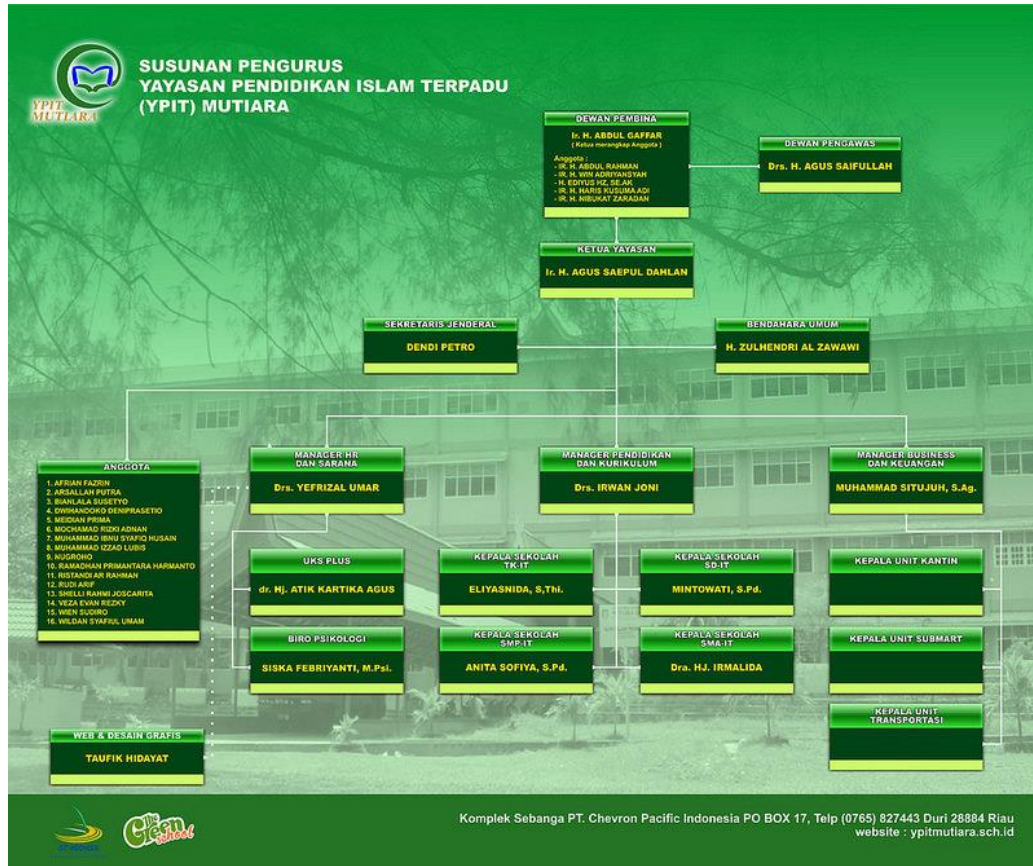 YPIT
MUTIARA
SUSUNAN PENGURUS
YAYASAN PENDIDIKAN ISLAM TERPADU
(YPIT) MUTIARA
DEWAN PEMBINA
Ir. H. ABDUL GAFFAR
( Ketua merangkap Anggota )
Anggota :
- IR. H. ABDUL RAHMAN
- IR. H. WIN ADRIYANSYAH
- H. EDIYUS HZ, SE.AK
- IR. H. HARIS KUSUMA ADI
- IR. H. NIBUKAT ZARADAN
DEWAN PENGAWAS
Drs. H. AGUS SAIFULLAH
KETUA YAYASAN
Ir. H. AGUS SAEPUL DAHLAN
SEKRETARIS JENDERAL
DENDI PETRO
BENDAHARA UMUM
H. ZULHENDRI AL ZAWAWI
ANGGOTA
1. AFRIAN FAZRIN
2. ARSALLAH PUTRA
3. BIANLALA SUSETYO
4. DWIHANDOKO DENIPRASETIO
5. MEIDIAN PRIMA
6. MOCHAMAD RIZKI ADNAN
7. MUHAMMAD IBNU SYAFIQ HUSAIN
8. MUHAMMAD IZZAD LUBIS
9. NUGROHO
10. RAMADHAN PRIMANTARA HARMANTO
11. RISTANDI AR RAHMAN
12. RUDI ARIF
13. SHELLI RAHMI JOSCARITA
14. VEZA EVAN REZKY
15. WIEN SUDIRO
16. WILDAN SYAFIUL UMAM
MANAGER HR
DAN SARANA
Drs. YEFRIZAL UMAR
MANAGER PENDIDIKAN
DAN KURIKULUM
Drs. IRWAN JONI
MANAGER BUSINESS
DAN KEUANGAN
MUHAMMAD SITUJUH, S.Ag.
UKS PLUS
dr. Hj. ATIK KARTIKA AGUS
KEPALA SEKOLAH
TK-IT
ELIYASNIDA, S,Thi.
KEPALA SEKOLAH
SD-IT
MINTOWATI, S.Pd.
KEPALA UNIT KANTIN
BIRO PSIKOLOGI
SISKA FEBRIYANTI, M.Psi.
KEPALA SEKOLAH
SMP-IT
ANITA SOFIYA, S.Pd.
KEPALA SEKOLAH
SMA-IT
Dra. HJ. IRMALIDA
KEPALA UNIT SUBMART
KEPALA UNIT
TRANSPORTASI
WEB & DESAIN GRAFIS
TAUFIK HIDAYAT
The
Green
school
Komplek Sebanga PT. Chevron Pacific Indonesia PO BOX 17, Telp (0765) 827443 Duri 28884 Riau
website : ypitmutiara.sch.id